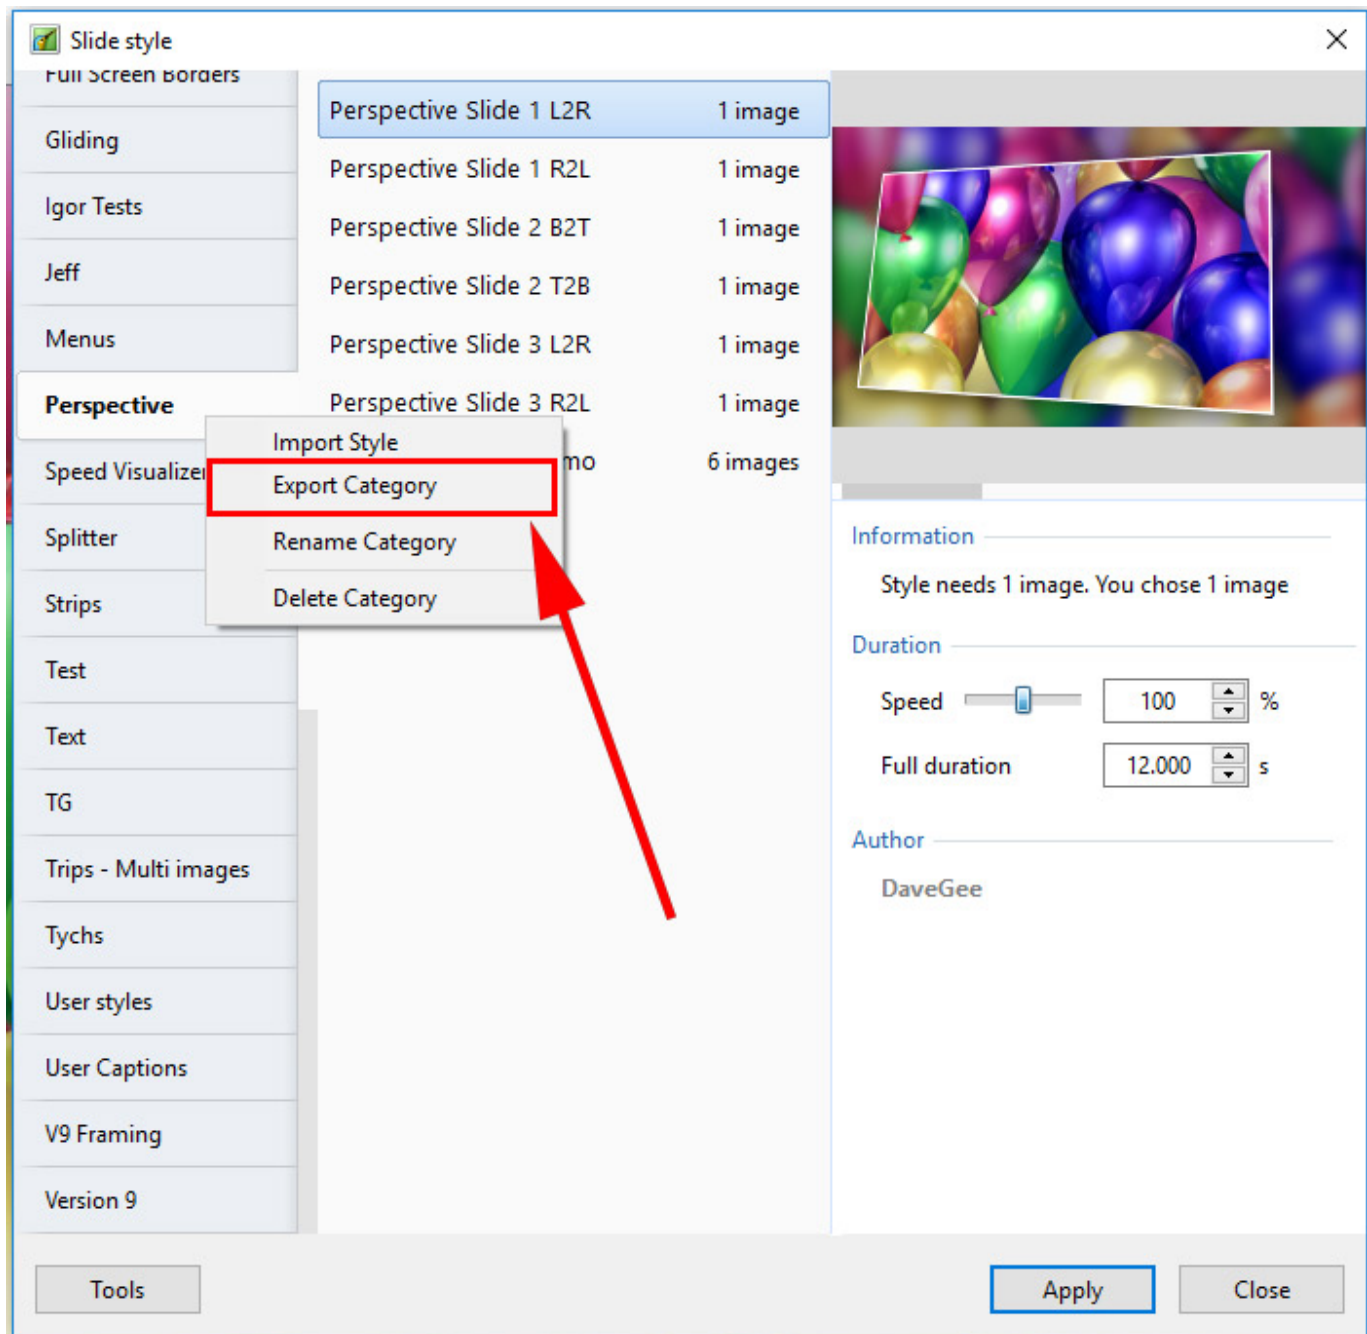 Slide style
Full Screen Borders
Gliding
Igor Tests
Jeff
Menus
Perspective
Speed Visualizer
Splitter
Strips
Test
Text
TG
Trips - Multi images
Tychs
User styles
User Captions
V9 Framing
Version 9
Perspective Slide 1 L2R 1 image
Perspective Slide 1 R2L 1 image
Perspective Slide 2 B2T 1 image
Perspective Slide 2 T2B 1 image
Perspective Slide 3 L2R 1 image
Perspective Slide 3 R2L 1 image
mo 6 images
Import Style
Export Category
Rename Category
Delete Category
Information
Style needs 1 image. You chose 1 image
Duration
Speed 100 %
Full duration 12.000 s
Author
DaveGee
Tools Apply Close